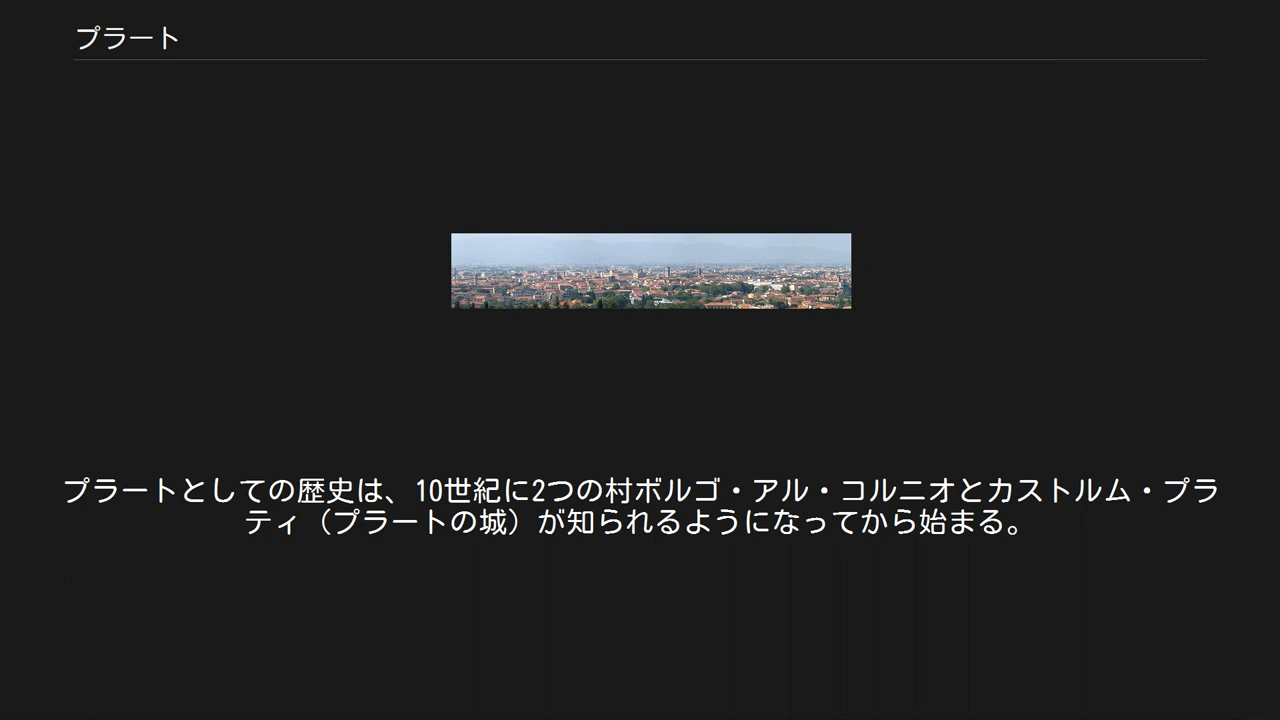 プラート
プラートとしての歴史は、10世紀に2つの村ボルゴ・アル・コルニオとカストルム・プラ
ティ（プラートの城）が知られるようになってから始まる。